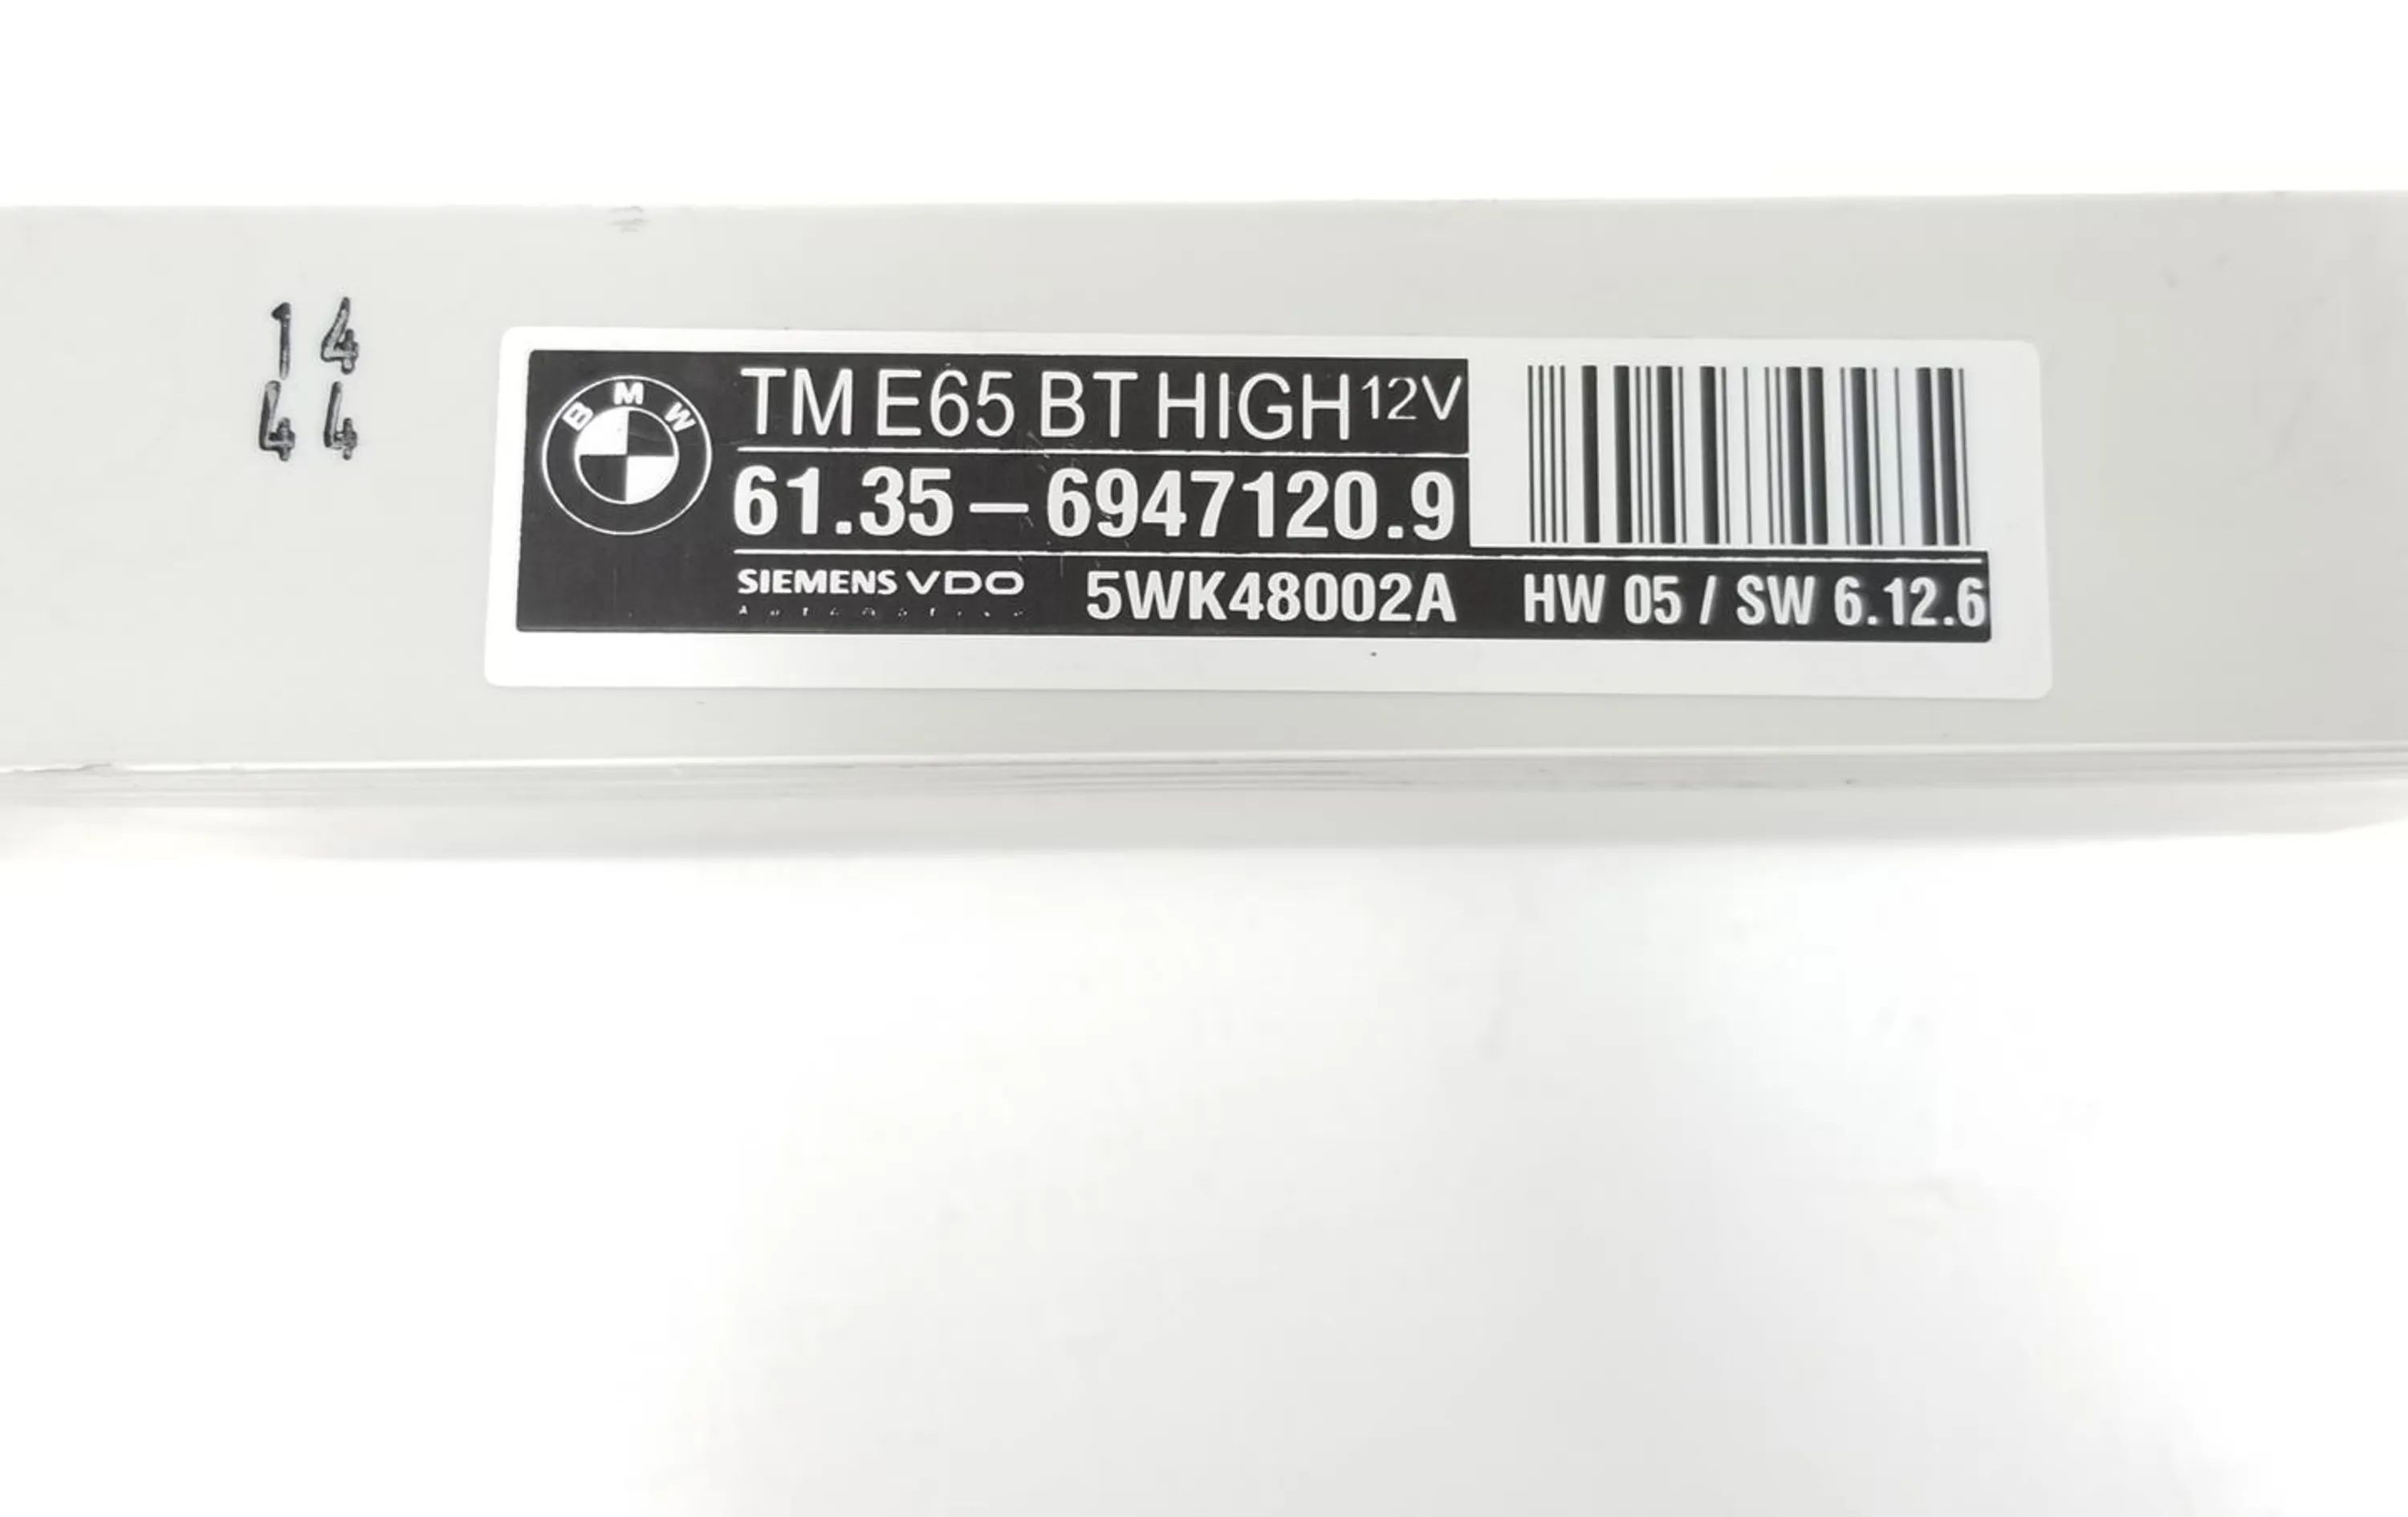 14
44
BMW
TM E65 BT HIGH 12V
61.35 – 6947120.9
SIEMENS VDO 5WK48002A HW 05 / SW 6.12.6
Automotive